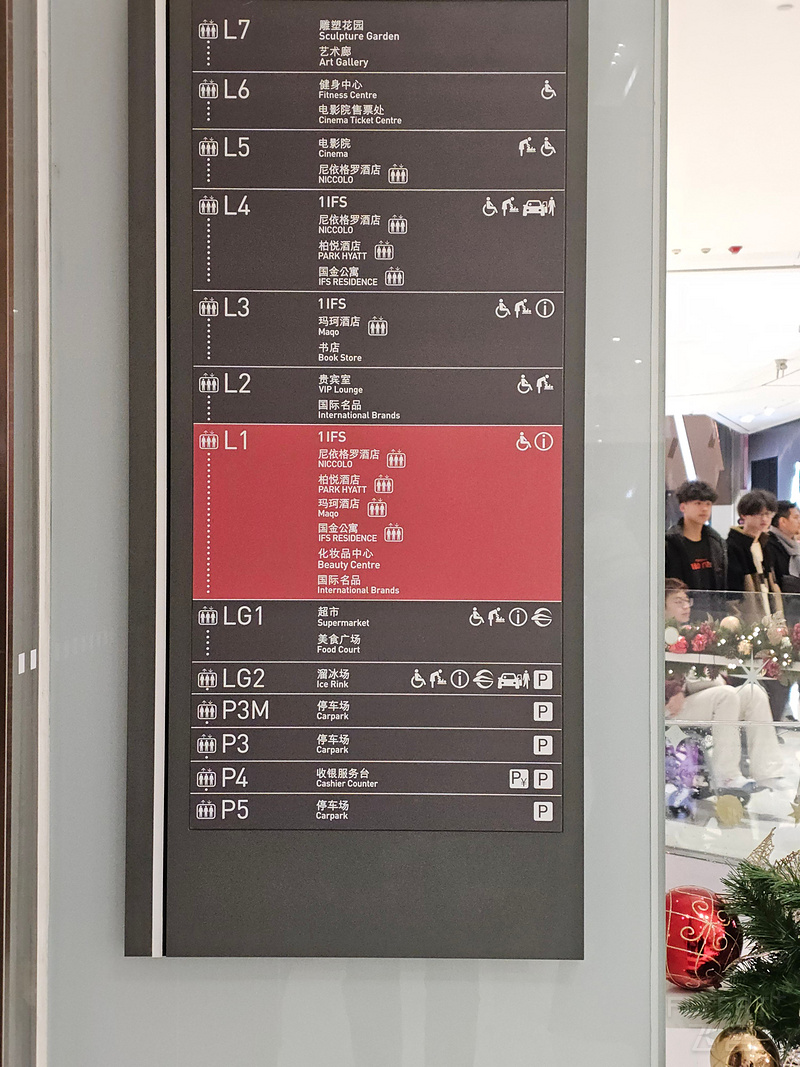 L7
雕塑花园
Sculpture Garden
艺术廊
Art Gallery
L6
健身中心
Fitness Centre
电影院售票处
Cinema Ticket Centre
L5
电影院
Cinema
尼依格罗酒店
NICCOLO
L4
1IFS
尼依格罗酒店
NICCOLO
柏悦酒店
PARK HYATT
国金公寓
IFS RESIDENCE
L3
1IFS
玛珂酒店
Maqo
书店
Book Store
L2
贵宾室
VIP Lounge
国际名品
International Brands
L1
1IFS
尼依格罗酒店
NICCOLO
柏悦酒店
PARK HYATT
玛珂酒店
Maqo
国金公寓
IFS RESIDENCE
化妆品中心
Beauty Centre
国际名品
International Brands
LG1
超市
Supermarket
美食广场
Food Court
LG2
溜冰场
Ice Rink
P
P3M
停车场
Carpark
P
P3
停车场
Carpark
P
P4
收银服务台
Cashier Counter
P¥ P
P5
停车场
Carpark
P